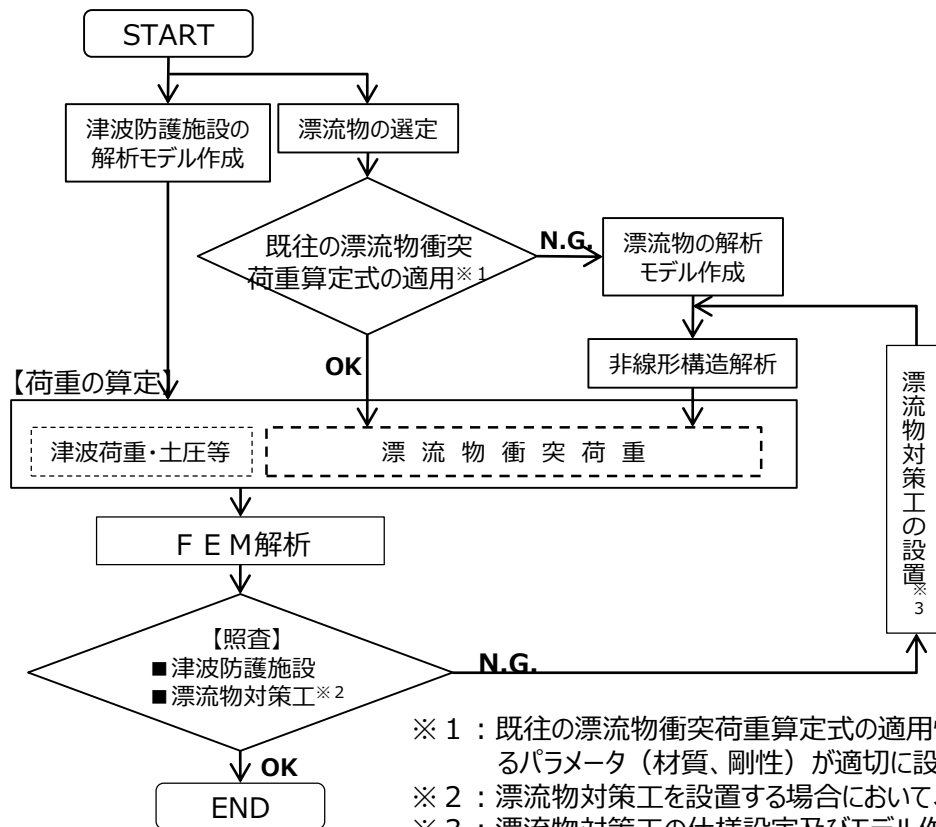 START
津波防護施設の
解析モデル作成
漂流物の選定
既往の漂流物衝突
荷重算定式の適用※１
N.G.
漂流物の解析
モデル作成
OK
非線形構造解析
漂流物対策工の設置※3
【荷重の算定】
津波荷重・土圧等
漂流物衝突荷重
ＦＥＭ解析
【照査】
■津波防護施設
■漂流物対策工※２
N.G.
OK
END
※１：既往の漂流物衝突荷重算定式の適用
るパラメータ（材質、剛性）が適切に設
※２：漂流物対策工を設置する場合において、